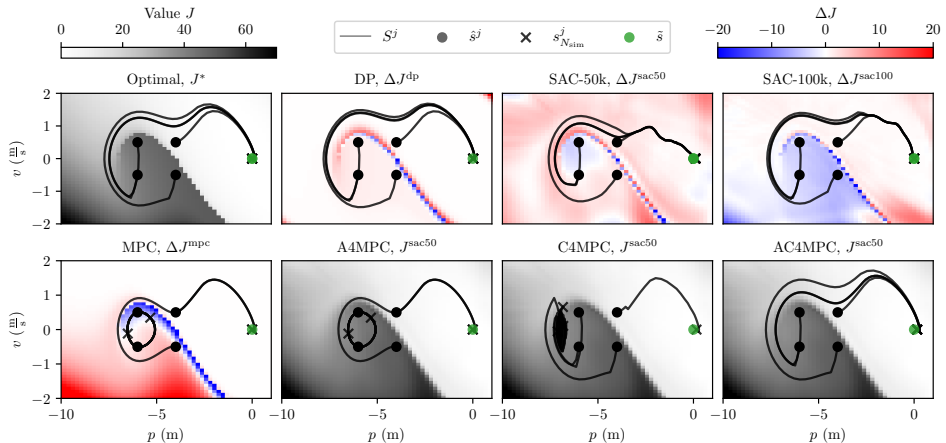 Value J
0 20 40 60
S^j ŝ^j s^j_{N_sim} s̃
ΔJ
−20 −10 0 10 20
Optimal, J* DP, ΔJ^dp SAC-50k, ΔJ^sac50 SAC-100k, ΔJ^sac100
v (m/s)
2
1
0
−1
−2
MPC, ΔJ^mpc A4MPC, J^sac50 C4MPC, J^sac50 AC4MPC, J^sac50
v (m/s)
2
1
0
−1
−2
−10 −5 0 −10 −5 0 −10 −5 0 −10 −5 0
p (m) p (m) p (m) p (m)